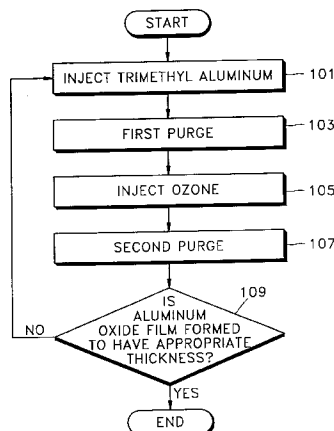 START
INJECT TRIMETHYL ALUMINUM
101
FIRST PURGE
103
INJECT OZONE
105
SECOND PURGE
107
109
IS
ALUMINUM
OXIDE FILM FORMED
TO HAVE APPROPRIATE
THICKNESS?
NO
YES
END